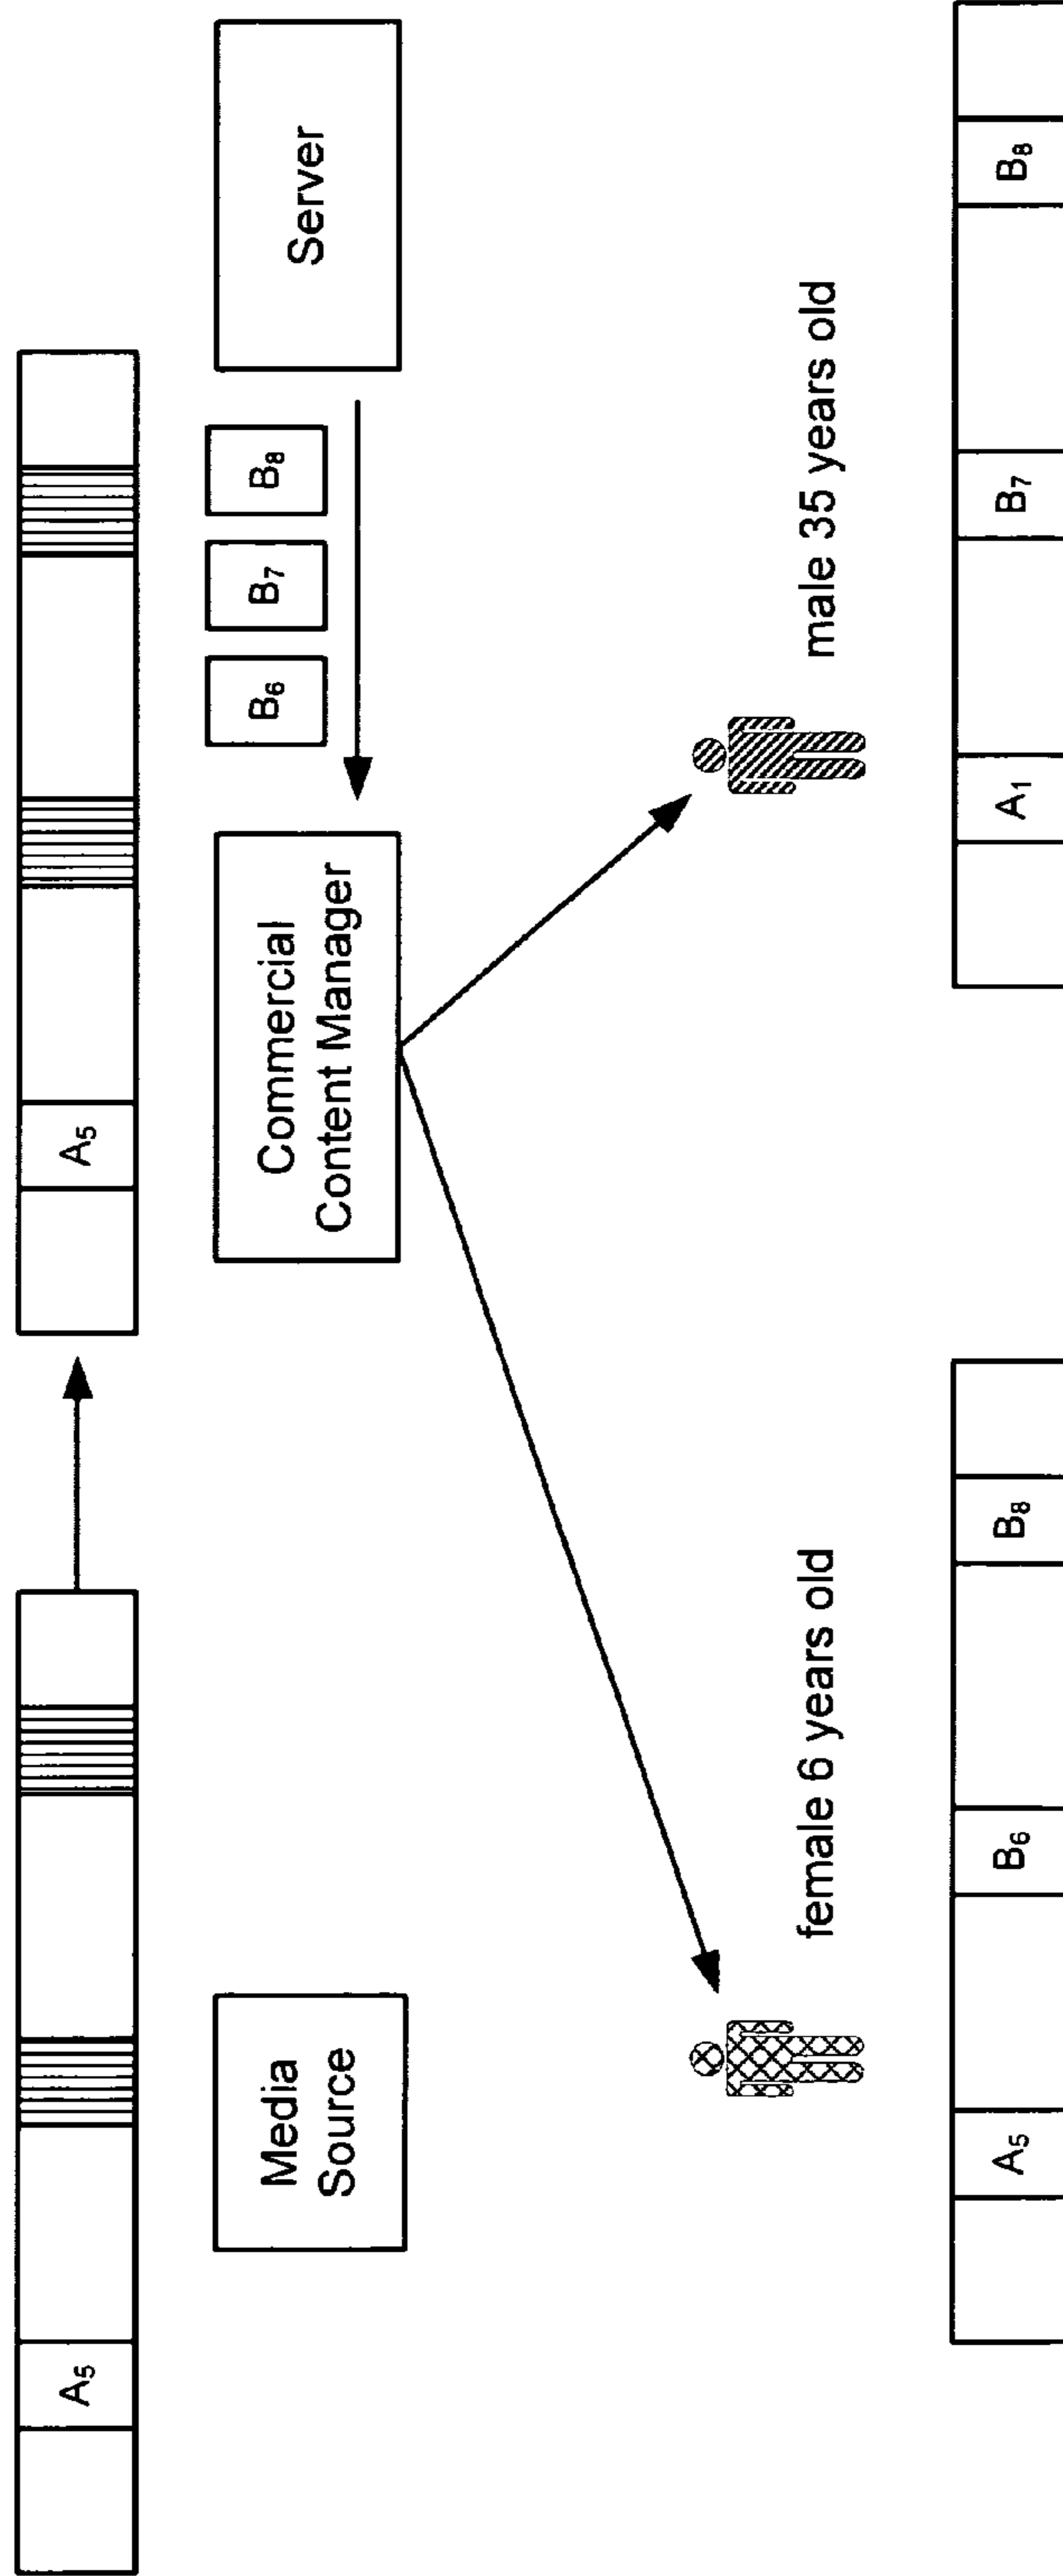 A5
A5
Media
Source
Commercial
Content Manager
B6
B7
B8
Server
female 6 years old
male 35 years old
A5
B6
B8
A1
B7
B8